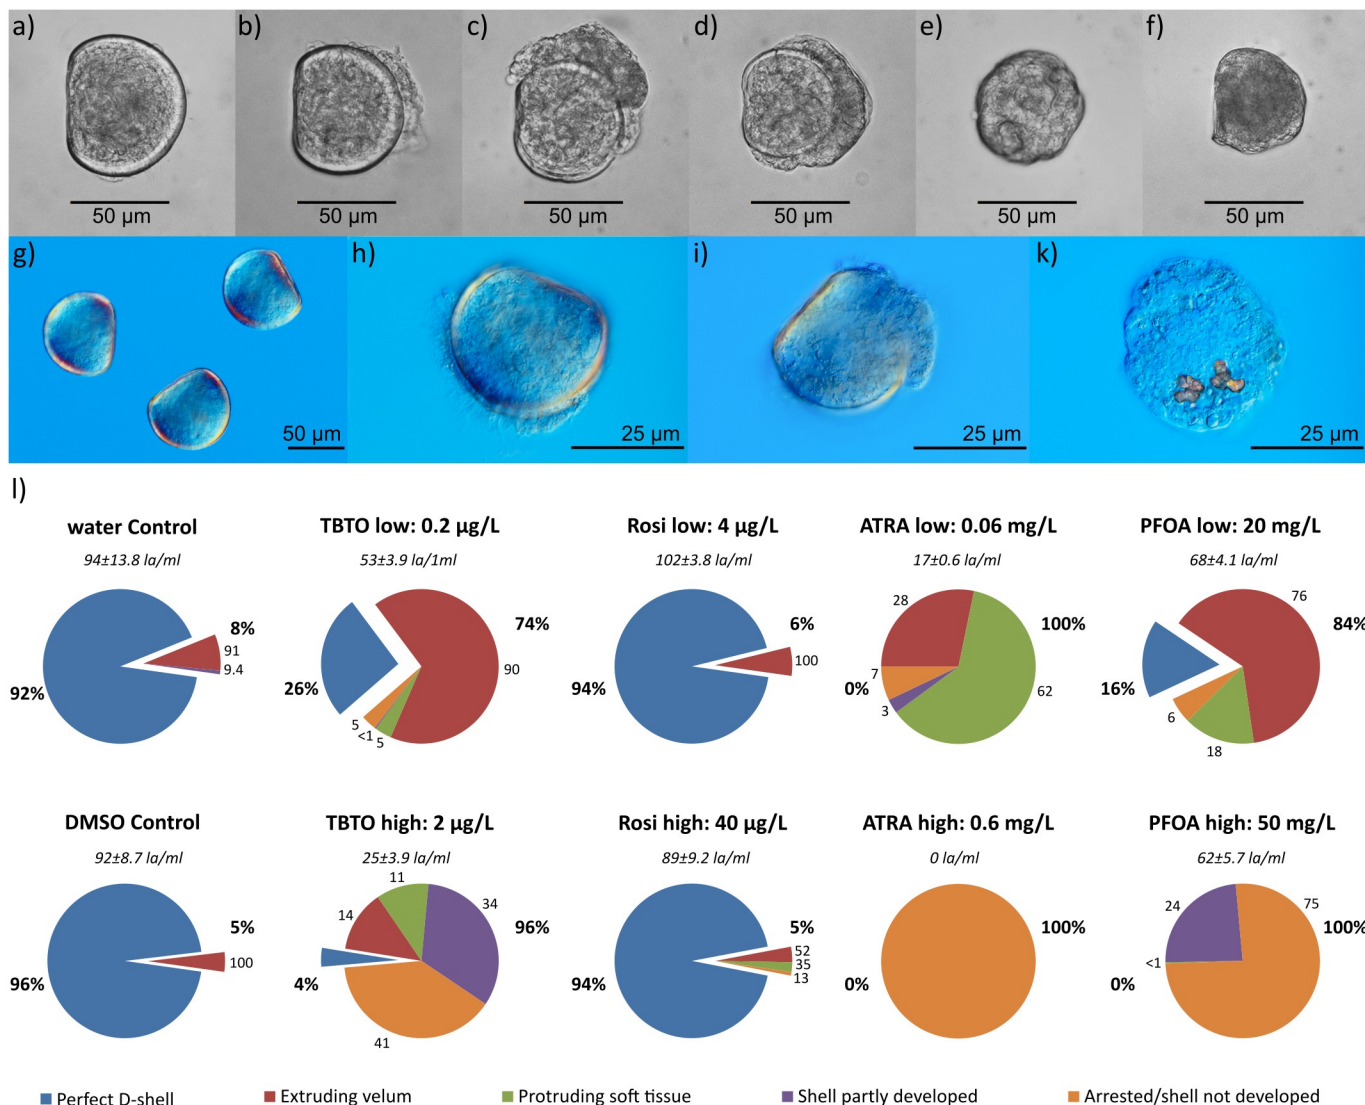 a) b) c) d) e) f)
50 µm 50 µm 50 µm 50 µm 50 µm 50 µm
g) h) i) k)
50 µm 25 µm 25 µm 25 µm
l)
water Control TBTO low: 0.2 µg/L Rosi low: 4 µg/L ATRA low: 0.06 mg/L PFOA low: 20 mg/L
94±13.8 la/ml 53±3.9 la/1ml 102±3.8 la/ml 17±0.6 la/ml 68±4.1 la/ml
92% 8% 91 9.4
26% 74% 90 5 <1 5
94% 6% 100
0% 100% 28 62 3 7
16% 84% 76 18 6
DMSO Control TBTO high: 2 µg/L Rosi high: 40 µg/L ATRA high: 0.6 mg/L PFOA high: 50 mg/L
92±8.7 la/ml 25±3.9 la/ml 89±9.2 la/ml 0 la/ml 62±5.7 la/ml
96% 5% 100
4% 96% 14 11 34 41
94% 5% 52 35 13
0% 100%
0% 100% 24 75 <1
Perfect D-shell Extruding velum Protruding soft tissue Shell partly developed Arrested/shell not developed